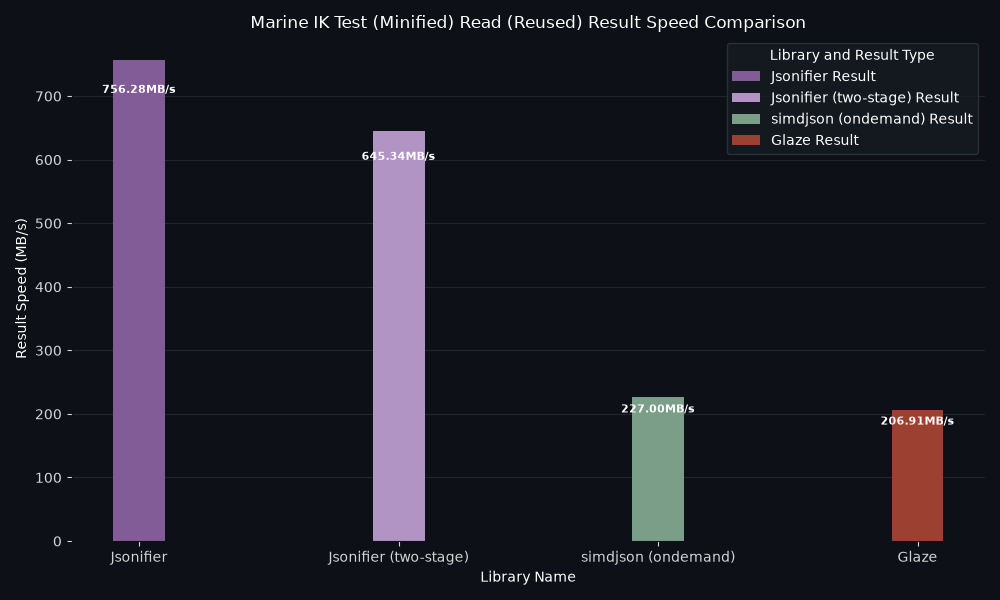 Marine IK Test (Minified) Read (Reused) Result Speed Comparison
Library and Result Type
Jsonifier Result
Jsonifier (two-stage) Result
simdjson (ondemand) Result
Glaze Result
756.28MB/s
645.34MB/s
227.00MB/s
206.91MB/s
Result Speed (MB/s)
700
600
500
400
300
200
100
0
Jsonifier
Jsonifier (two-stage)
simdjson (ondemand)
Glaze
Library Name